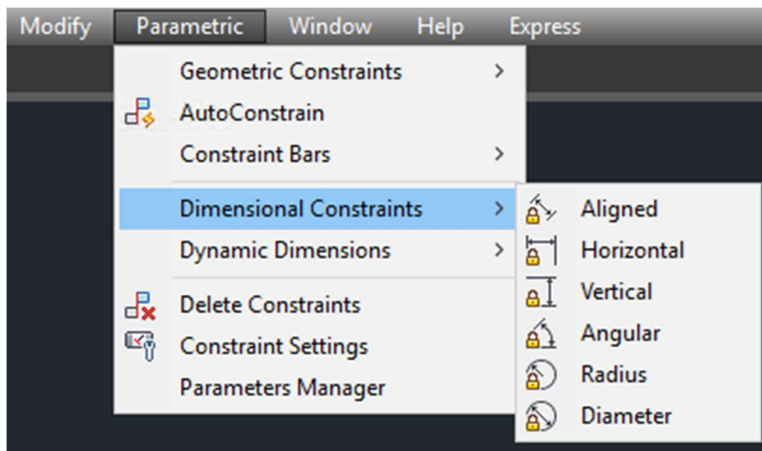 Modify Parametric Window Help Express
Geometric Constraints
AutoConstrain
Constraint Bars
Dimensional Constraints
Dynamic Dimensions
Delete Constraints
Constraint Settings
Parameters Manager
Aligned
Horizontal
Vertical
Angular
Radius
Diameter